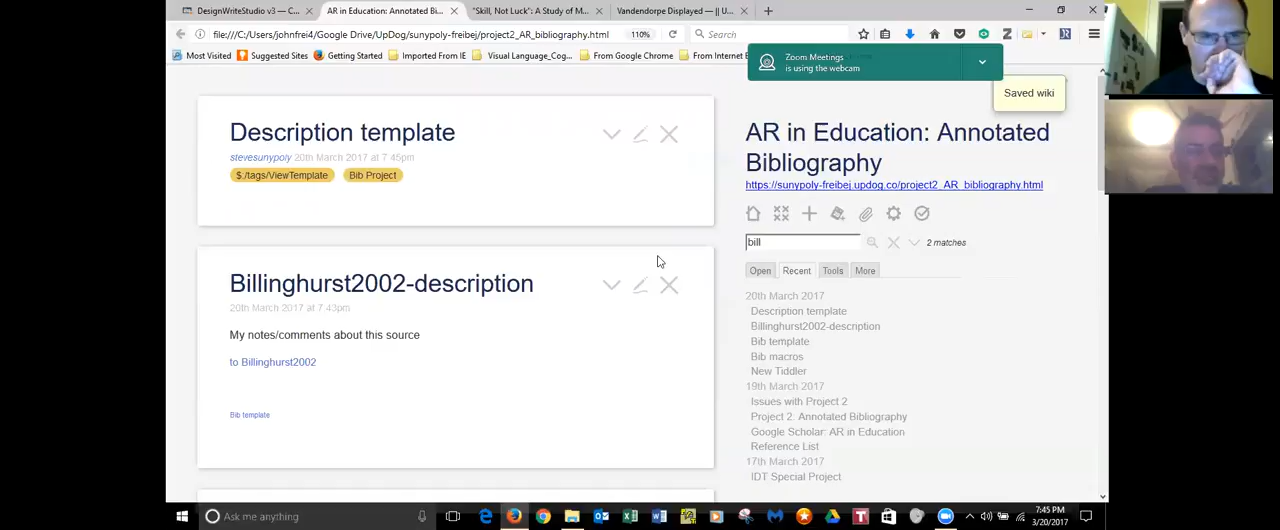 DesignWriteStudio v3 — C...
AR in Education: Annotated Bi...
"Skill, Not Luck": A Study of M...
Vandendorpe Displayed — || U...
file:///C:/Users/johnfrei4/Google Drive/UpDog/sunypoly-freibej/project2_AR_bibliography.html
110%
Search
Most Visited
Suggested Sites
Getting Started
Imported From IE
Visual Language_Cog...
From Google Chrome
From Internet E
Zoom Meetings
is using the webcam
Saved wiki
Description template
stevesunypoly 20th March 2017 at 7 45pm
$:/tags/ViewTemplate
Bib Project
Billinghurst2002-description
20th March 2017 at 7 43pm
My notes/comments about this source
to Billinghurst2002
Bib template
AR in Education: Annotated
Bibliography
https://sunypoly-freibej.updog.co/project2_AR_bibliography.html
bill
2 matches
Open
Recent
Tools
More
20th March 2017
Description template
Billinghurst2002-description
Bib template
Bib macros
New Tiddler
19th March 2017
Issues with Project 2
Project 2. Annotated Bibliography
Google Scholar: AR in Education
Reference List
17th March 2017
IDT Special Project
Ask me anything
7:45 PM
3/20/2017